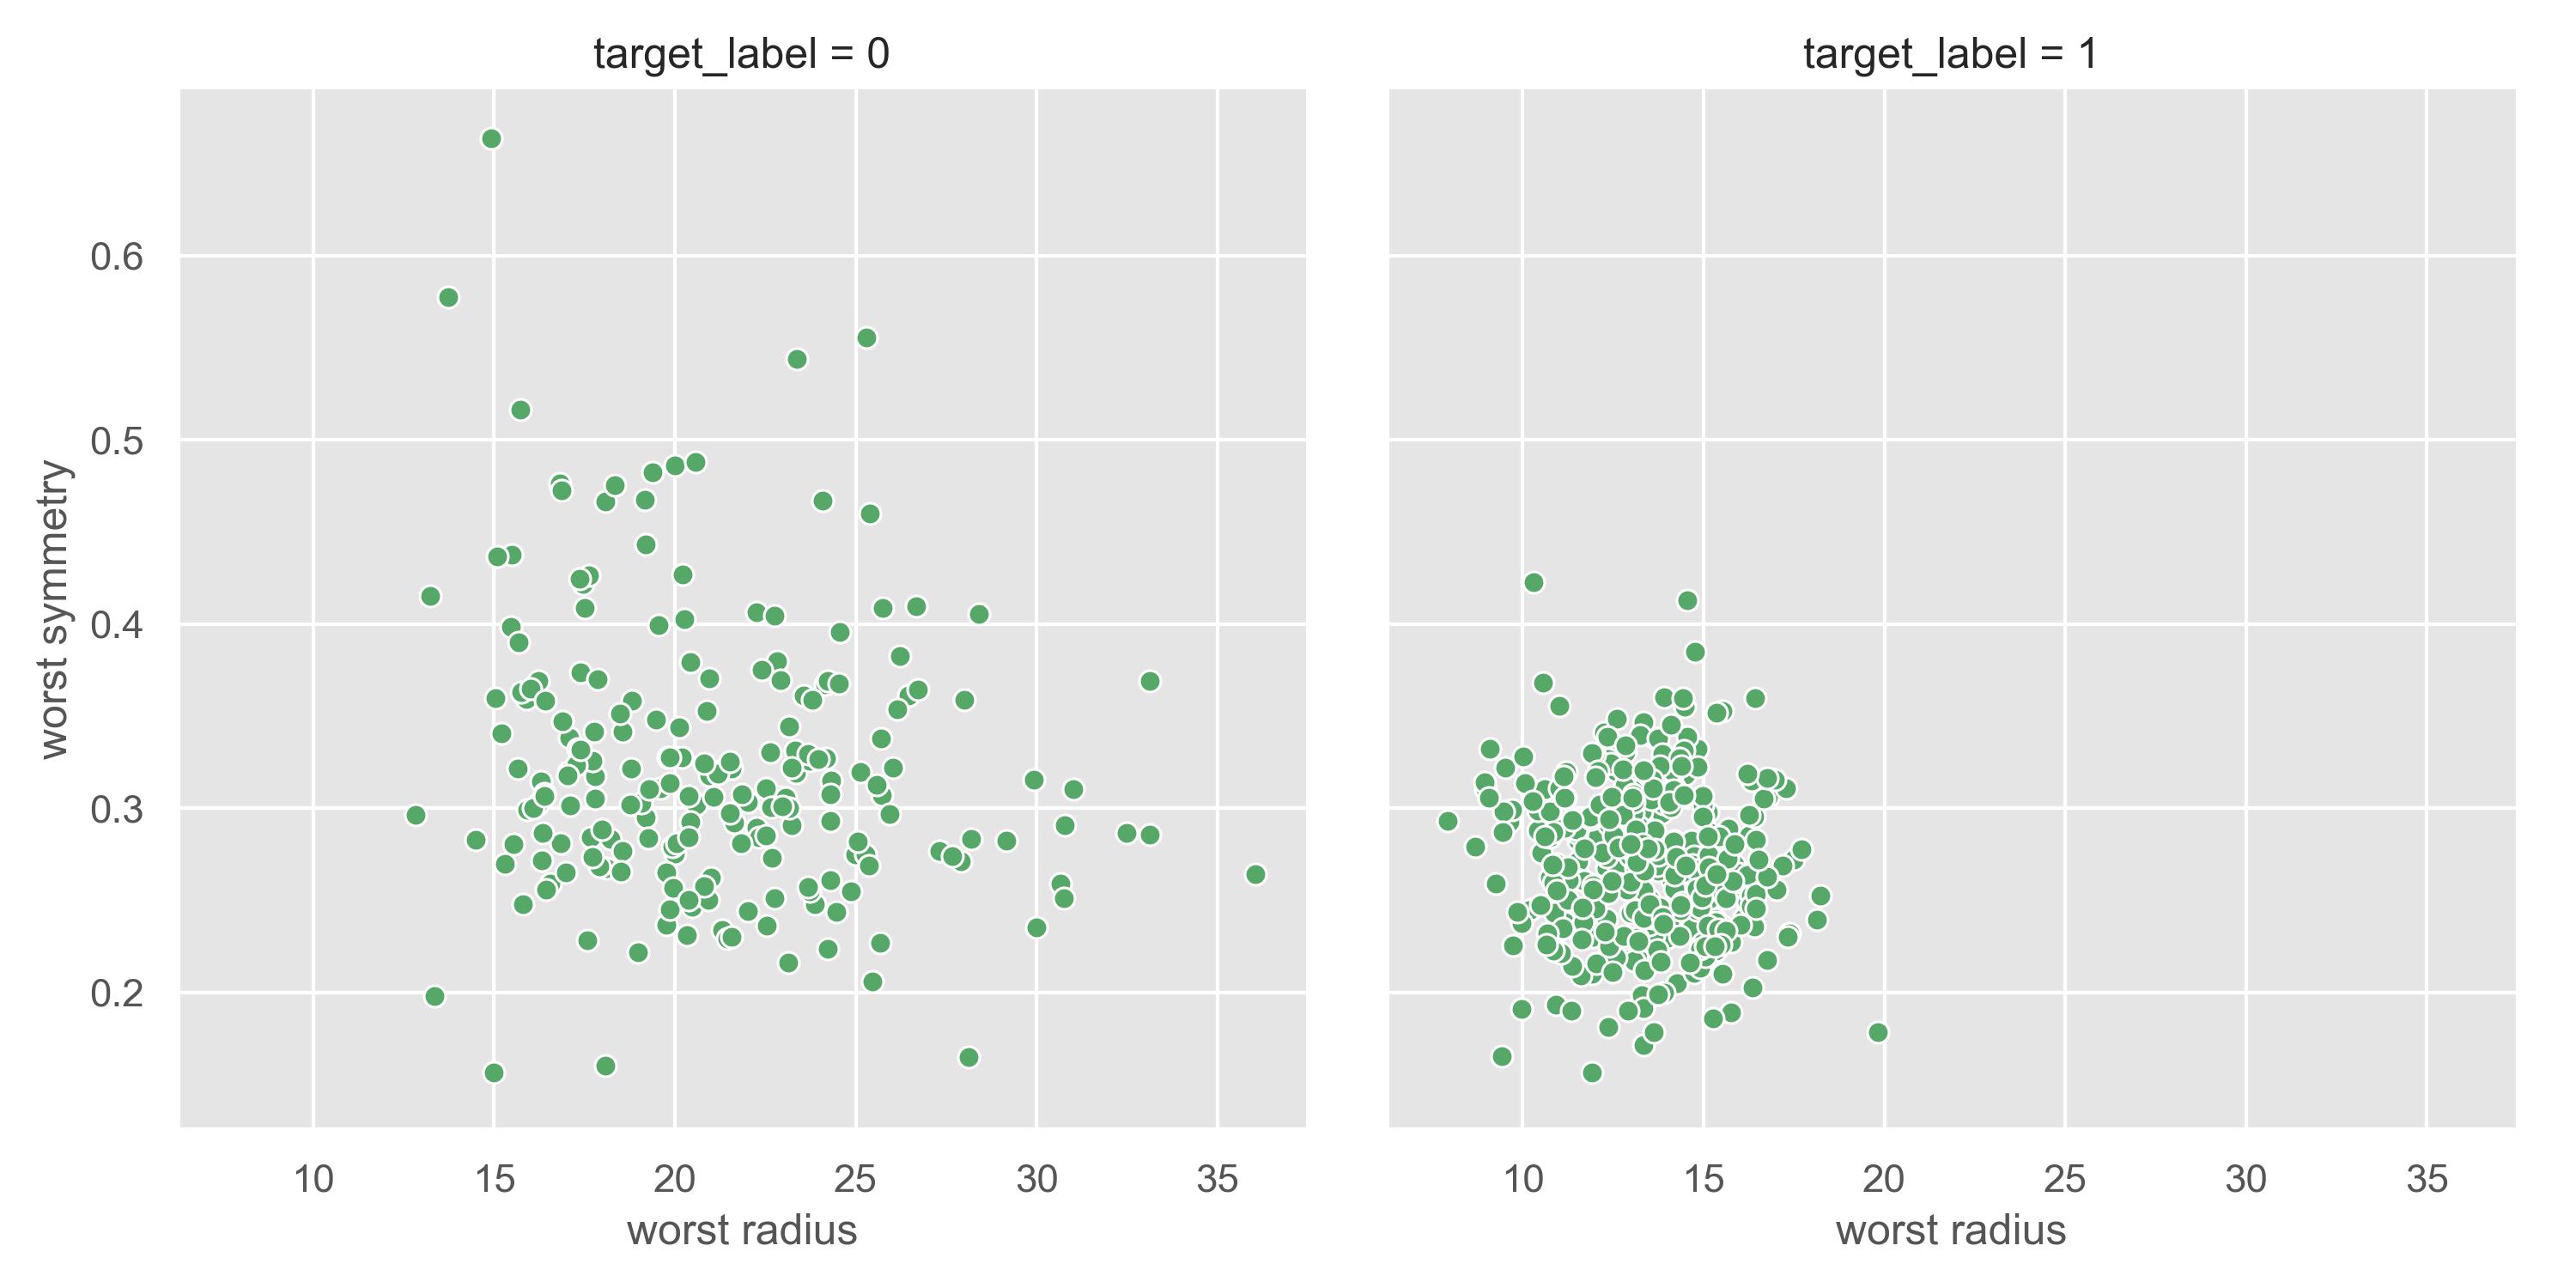 target_label = 0
target_label = 1
worst symmetry
0.6
0.5
0.4
0.3
0.2
10 15 20 25 30 35
10 15 20 25 30 35
worst radius
worst radius